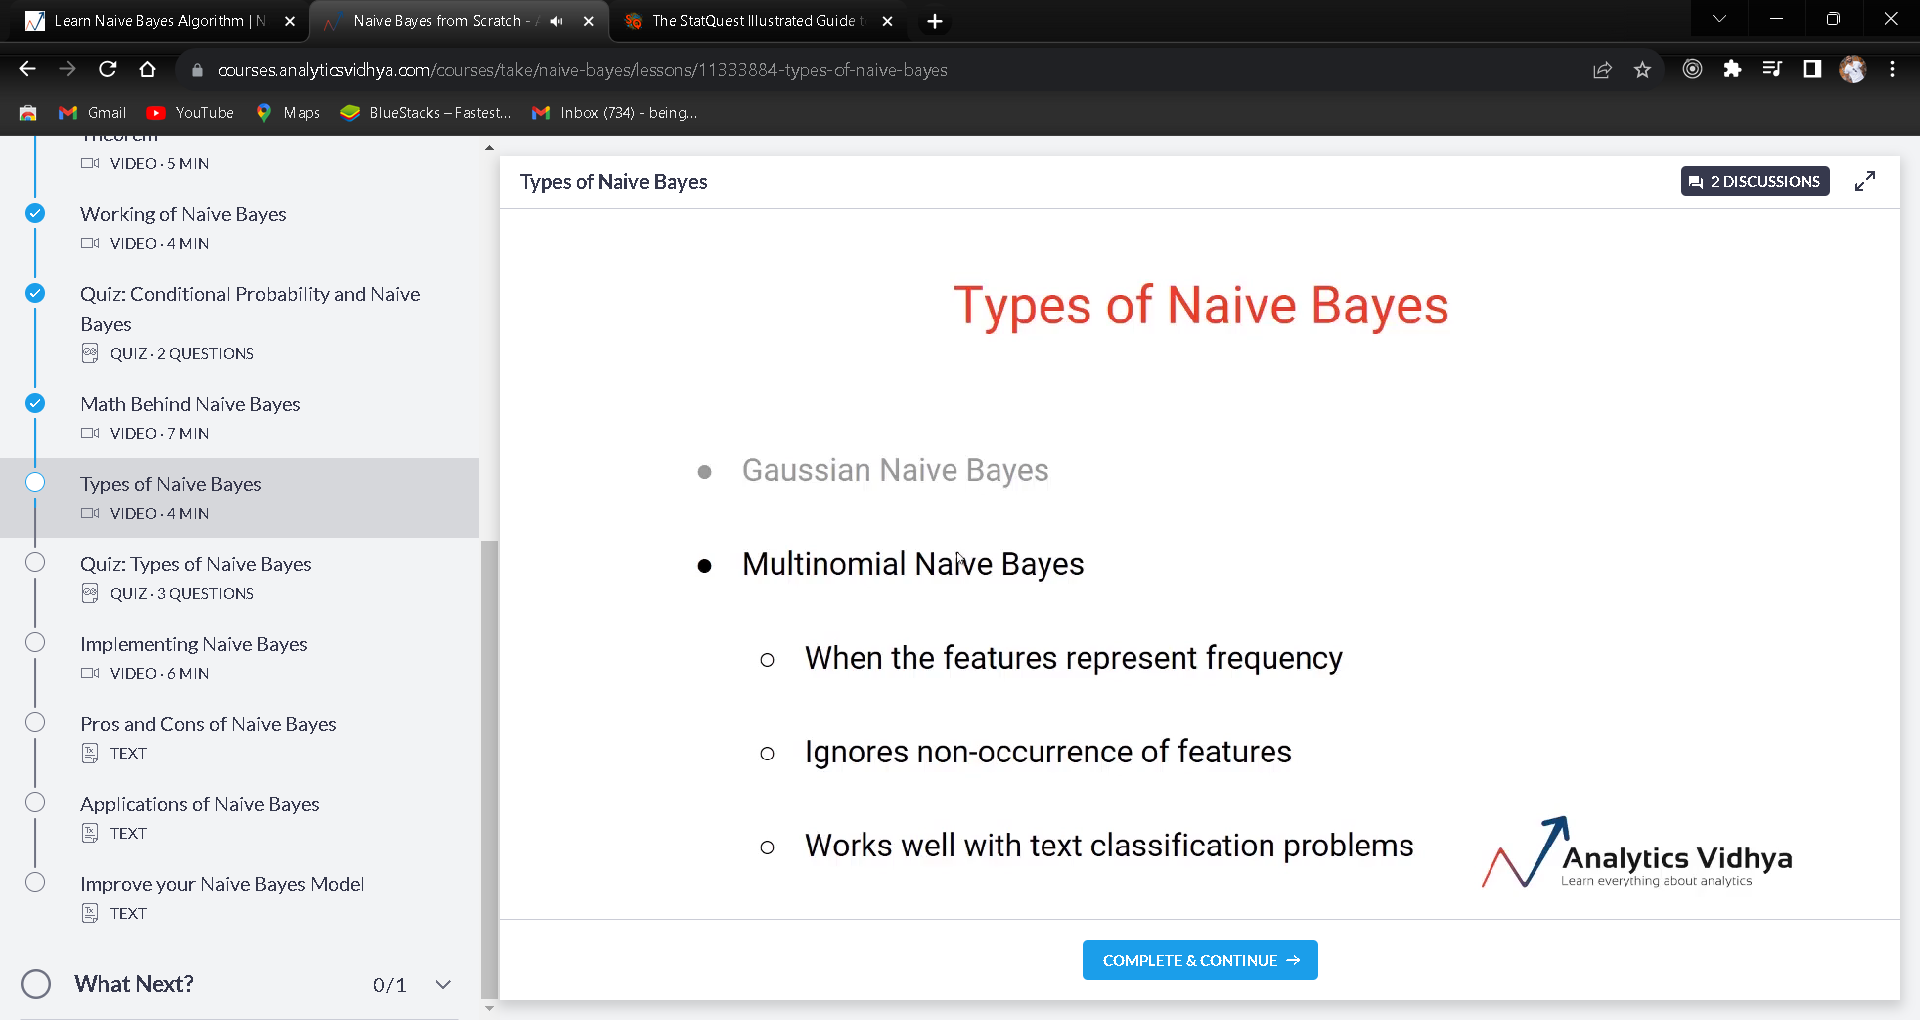 Learn Naive Bayes Algorithm | N
Naive Bayes from Scratch - A
The StatQuest Illustrated Guide t
courses.analyticsvidhya.com/courses/take/naive-bayes/lessons/11333884-types-of-naive-bayes
Gmail
YouTube
Maps
BlueStacks – Fastest...
Inbox (734) - being...
Theorem
VIDEO · 5 MIN
Working of Naive Bayes
VIDEO · 4 MIN
Quiz: Conditional Probability and Naive
Bayes
QUIZ · 2 QUESTIONS
Math Behind Naive Bayes
VIDEO · 7 MIN
Types of Naive Bayes
VIDEO · 4 MIN
Quiz: Types of Naive Bayes
QUIZ · 3 QUESTIONS
Implementing Naive Bayes
VIDEO · 6 MIN
Pros and Cons of Naive Bayes
TEXT
Applications of Naive Bayes
TEXT
Improve your Naive Bayes Model
TEXT
What Next?
0/1
Types of Naive Bayes
2 DISCUSSIONS
Types of Naive Bayes
Gaussian Naive Bayes
Multinomial Naive Bayes
When the features represent frequency
Ignores non-occurrence of features
Works well with text classification problems
Analytics Vidhya
Learn everything about analytics
COMPLETE & CONTINUE →